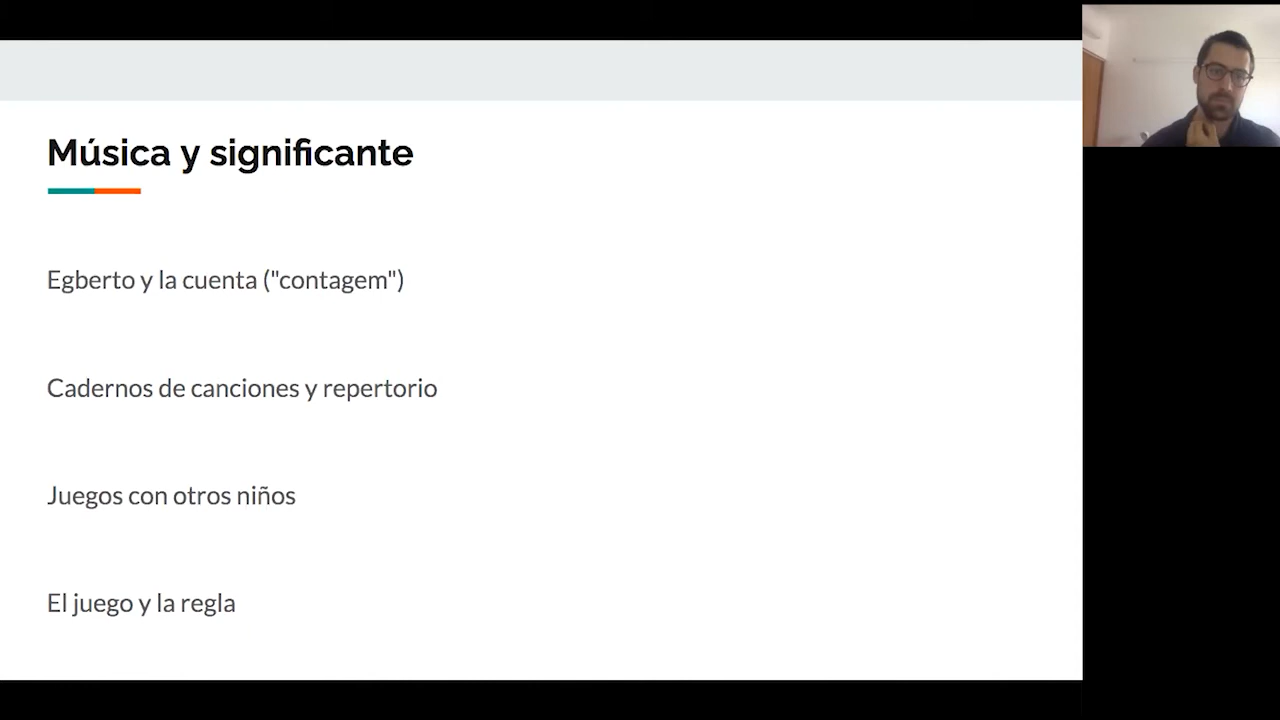 Música y significante
Egberto y la cuenta ("contagem")
Cadernos de canciones y repertorio
Juegos con otros niños
El juego y la regla